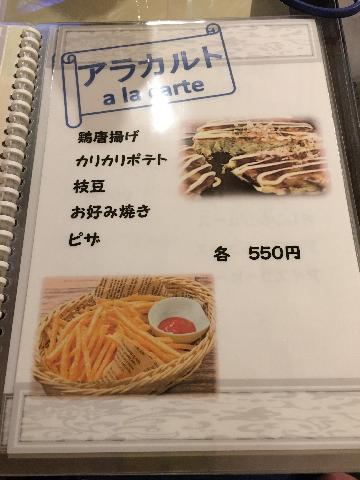 アラカルト
a la carte
鶏唐揚げ
カリカリポテト
枝豆
お好み焼き
ピザ
各 550円